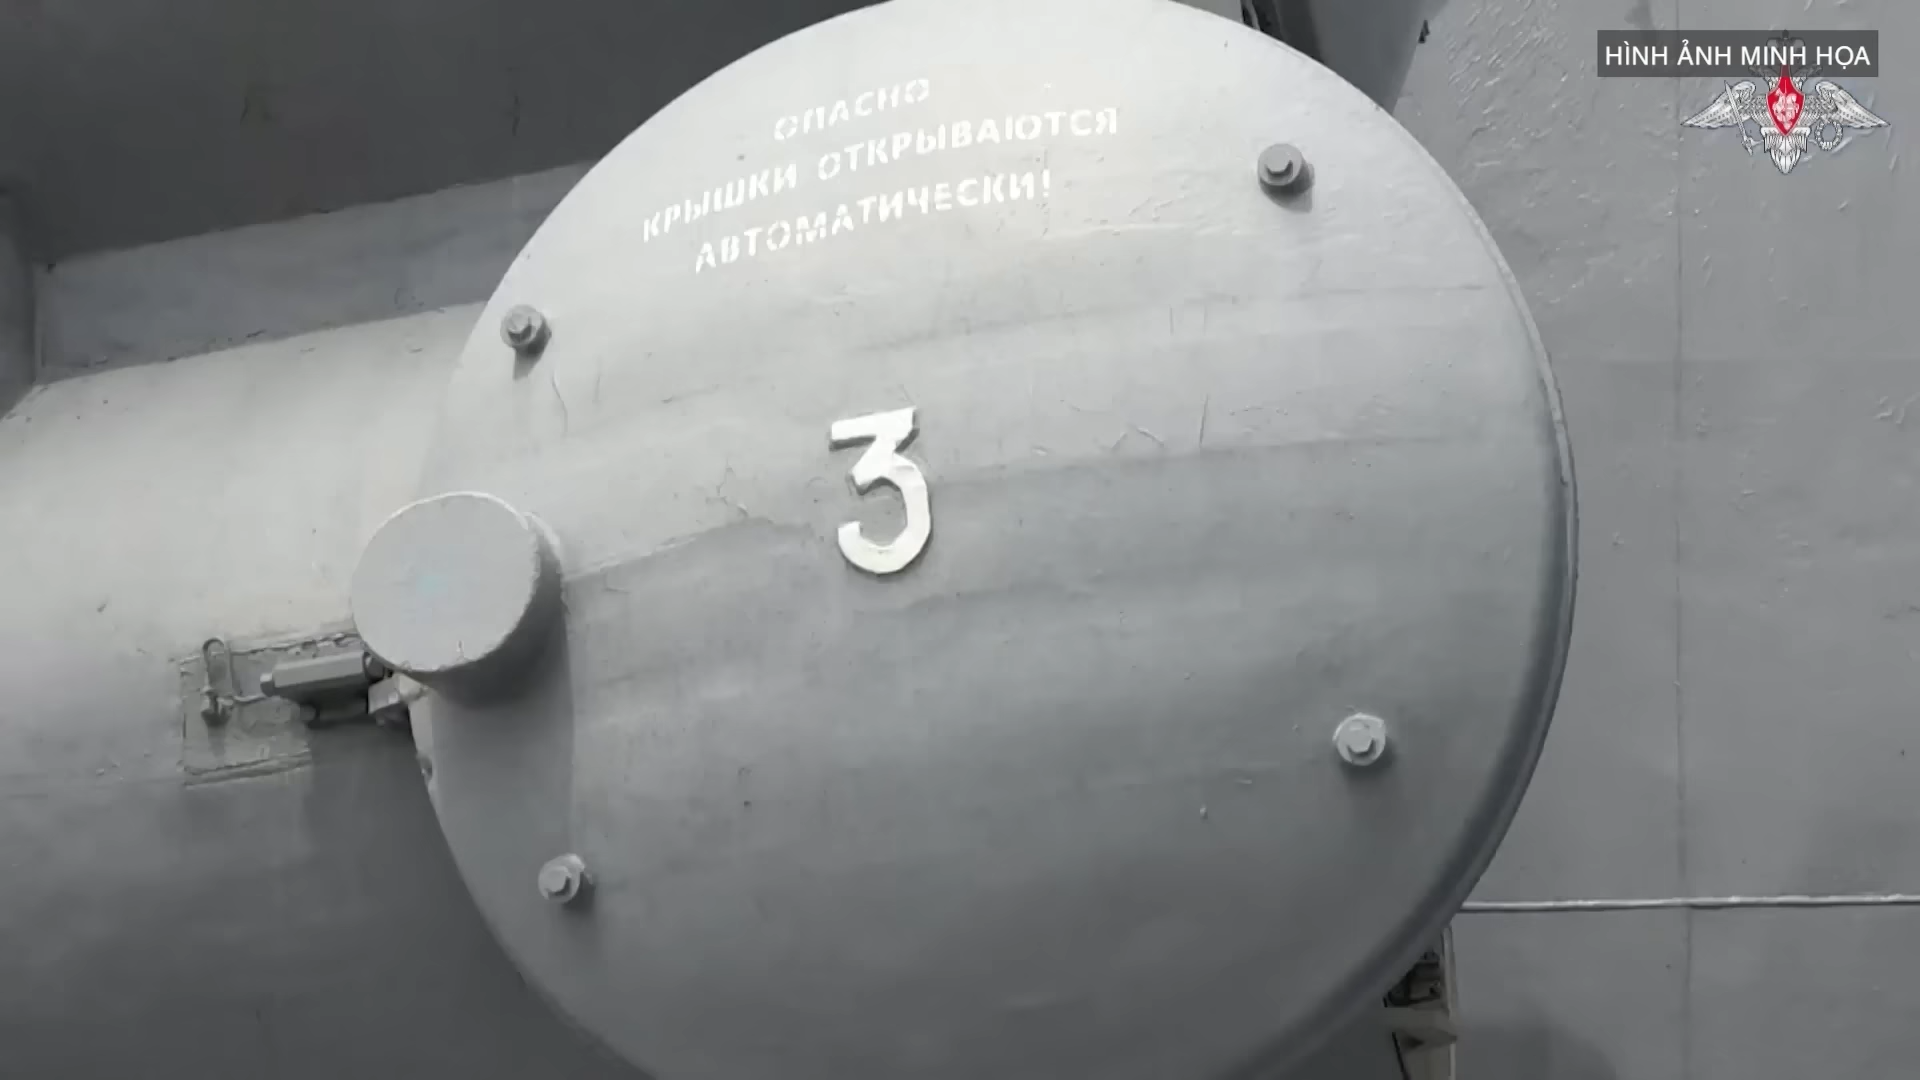 HÌNH ẢNH MINH HỌA
ОПАСНО
КРЫШКИ ОТКРЫВАЮТСЯ
АВТОМАТИЧЕСКИ!
3